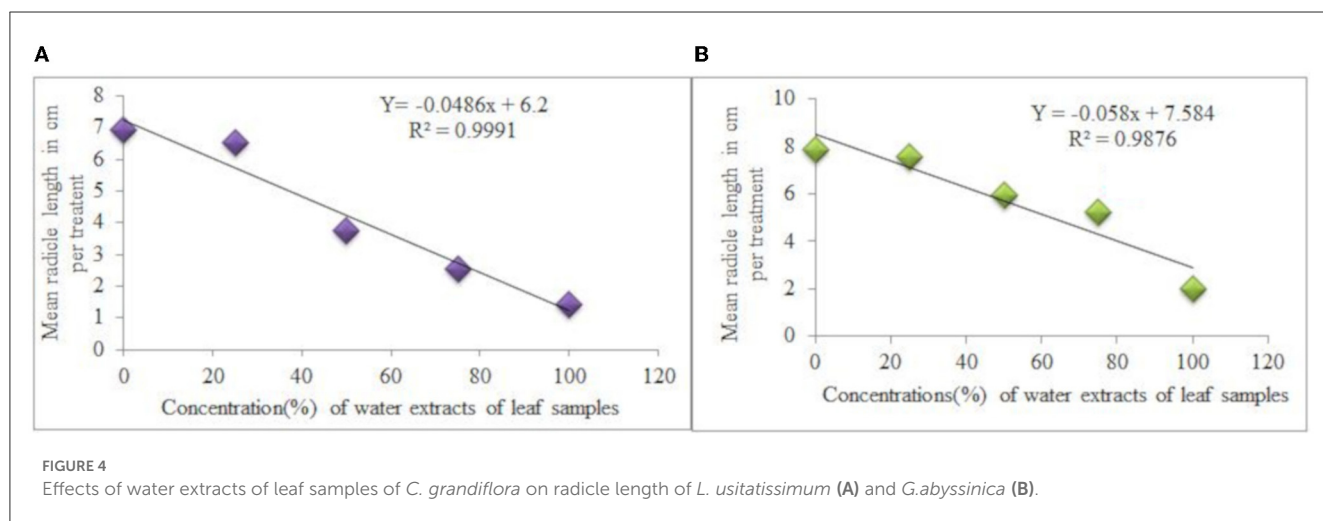 A
Y= -0.0486x + 6.2
R² = 0.9991
Mean radicle length in cm
per treatent
8
7
6
5
4
3
2
1
0
0 20 40 60 80 100 120
Concentration(%) of water extracts of leaf samples
B
Y = -0.058x + 7.584
R² = 0.9876
Mean radicle length in cm
per treatment
10
8
6
4
2
0
0 20 40 60 80 100 120
Concentrations(%) of water extracts of leaf samples
FIGURE 4
Effects of water extracts of leaf samples of C. grandiflora on radicle length of L. usitatissimum (A) and G.abyssinica (B).